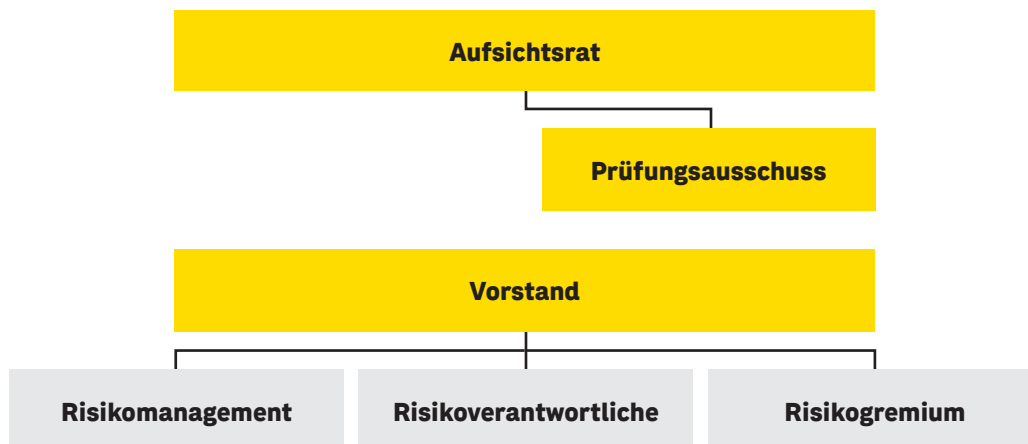 Aufsichtsrat
Prüfungsausschuss
Vorstand
Risikomanagement
Risikoverantwortliche
Risikogremium